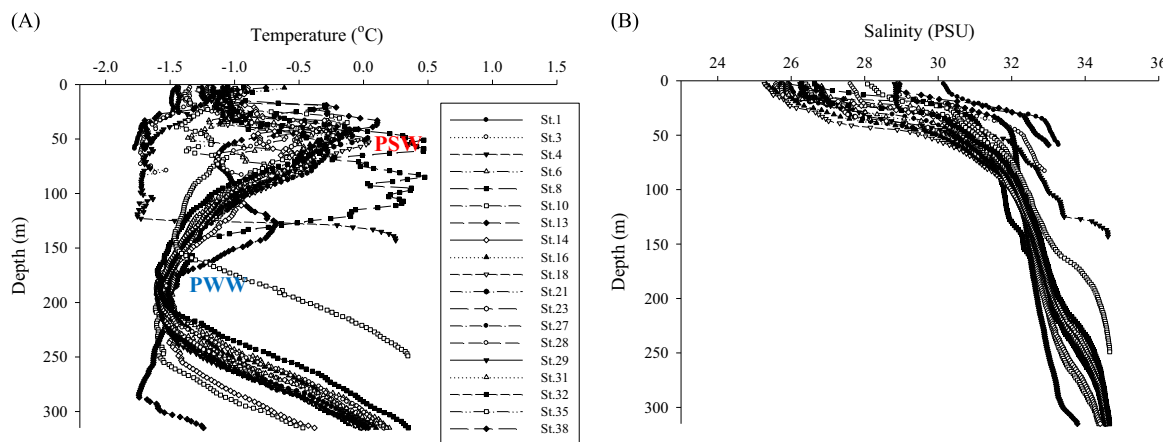 (A)
Temperature (°C)
-2.0 -1.5 -1.0 -0.5 0.0 0.5 1.0 1.5
Depth (m)
0
50
100
150
200
250
300
PSW
PWW
St.1
St.3
St.4
St.6
St.8
St.10
St.13
St.14
St.16
St.18
St.21
St.23
St.27
St.28
St.29
St.31
St.32
St.35
St.38
(B)
Salinity (PSU)
24 26 28 30 32 34 36
Depth (m)
0
50
100
150
200
250
300